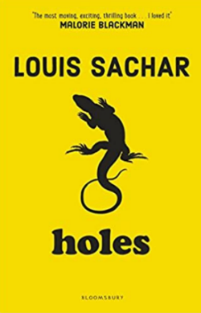 'The most moving, exciting, thrilling book . . . I loved it.'
MALORIE BLACKMAN
LOUIS SACHAR
holes
BLOOMSBURY